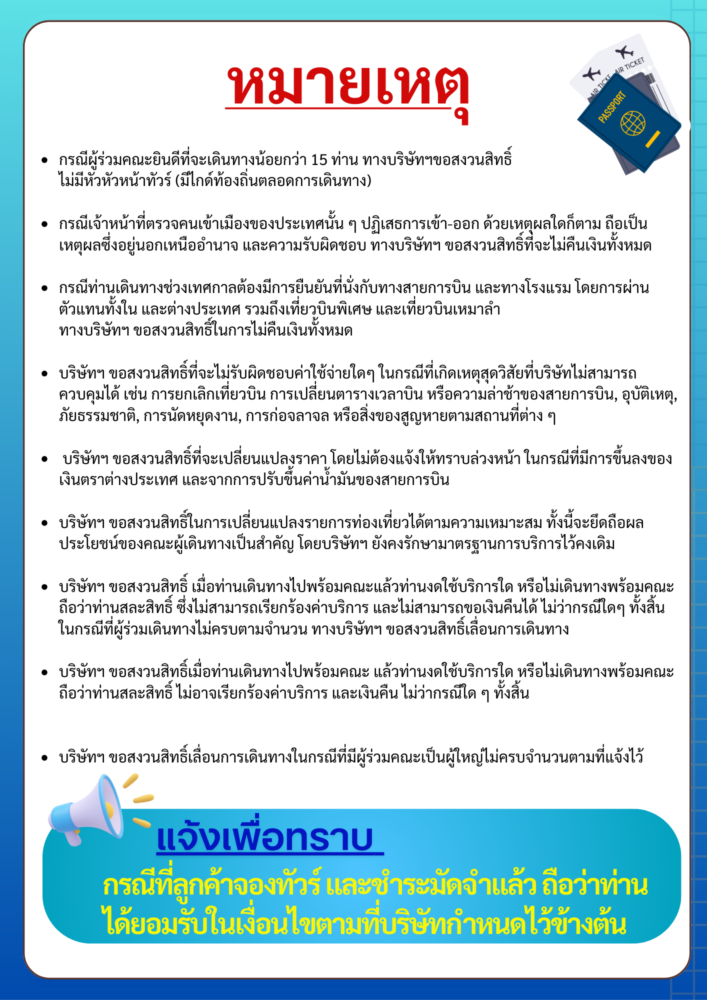 หมายเหตุ
AIR TICKET
AIR TICKE
PASSPORT
• กรณีผู้ร่วมคณะยินดีที่จะเดินทางน้อยกว่า 15 ท่าน ทางบริษัทฯขอสงวนสิทธิ์
ไม่มีหัวหัวหน้าทัวร์ (มีไกด์ท้องถิ่นตลอดการเดินทาง)
• กรณีเจ้าหน้าที่ตรวจคนเข้าเมืองของประเทศนั้น ๆ ปฏิเสธการเข้า-ออก ด้วยเหตุผลใดก็ตาม ถือเป็น
เหตุผลซึ่งอยู่นอกเหนืออำนาจ และความรับผิดชอบ ทางบริษัทฯ ขอสงวนสิทธิ์ที่จะไม่คืนเงินทั้งหมด
• กรณีท่านเดินทางช่วงเทศกาลต้องมีการยืนยันที่นั่งกับทางสายการบิน และทางโรงแรม โดยการผ่าน
ตัวแทนทั้งใน และต่างประเทศ รวมถึงเที่ยวบินพิเศษ และเที่ยวบินเหมาลำ
ทางบริษัทฯ ขอสงวนสิทธิ์ในการไม่คืนเงินทั้งหมด
• บริษัทฯ ขอสงวนสิทธิ์ที่จะไม่รับผิดชอบค่าใช้จ่ายใดๆ ในกรณีที่เกิดเหตุสุดวิสัยที่บริษัทไม่สามารถ
ควบคุมได้ เช่น การยกเลิกเที่ยวบิน การเปลี่ยนตารางเวลาบิน หรือความล่าช้าของสายการบิน, อุบัติเหตุ,
ภัยธรรมชาติ, การนัดหยุดงาน, การก่อจลาจล หรือสิ่งของสูญหายตามสถานที่ต่าง ๆ
• บริษัทฯ ขอสงวนสิทธิ์ที่จะเปลี่ยนแปลงราคา โดยไม่ต้องแจ้งให้ทราบล่วงหน้า ในกรณีที่มีการขึ้นลงของ
เงินตราต่างประเทศ และจากการปรับขึ้นค่าน้ำมันของสายการบิน
• บริษัทฯ ขอสงวนสิทธิ์ในการเปลี่ยนแปลงรายการท่องเที่ยวได้ตามความเหมาะสม ทั้งนี้จะยึดถือผล
ประโยชน์ของคณะผู้เดินทางเป็นสำคัญ โดยบริษัทฯ ยังคงรักษามาตรฐานการบริการไว้คงเดิม
• บริษัทฯ ขอสงวนสิทธิ์ เมื่อท่านเดินทางไปพร้อมคณะแล้วท่านงดใช้บริการใด หรือไม่เดินทางพร้อมคณะ
ถือว่าท่านสละสิทธิ์ ซึ่งไม่สามารถเรียกร้องค่าบริการ และไม่สามารถขอเงินคืนได้ ไม่ว่ากรณีใดๆ ทั้งสิ้น
ในกรณีที่ผู้ร่วมเดินทางไม่ครบตามจำนวน ทางบริษัทฯ ขอสงวนสิทธิ์เลื่อนการเดินทาง
• บริษัทฯ ขอสงวนสิทธิ์เมื่อท่านเดินทางไปพร้อมคณะ แล้วท่านงดใช้บริการใด หรือไม่เดินทางพร้อมคณะ
ถือว่าท่านสละสิทธิ์ ไม่อาจเรียกร้องค่าบริการ และเงินคืน ไม่ว่ากรณีใด ๆ ทั้งสิ้น
• บริษัทฯ ขอสงวนสิทธิ์เลื่อนการเดินทางในกรณีที่มีผู้ร่วมคณะเป็นผู้ใหญ่ไม่ครบจำนวนตามที่แจ้งไว้
แจ้งเพื่อทราบ
กรณีที่ลูกค้าจองทัวร์ และชำระมัดจำแล้ว ถือว่าท่าน
ได้ยอมรับในเงื่อนไขตามที่บริษัทกำหนดไว้ข้างต้น